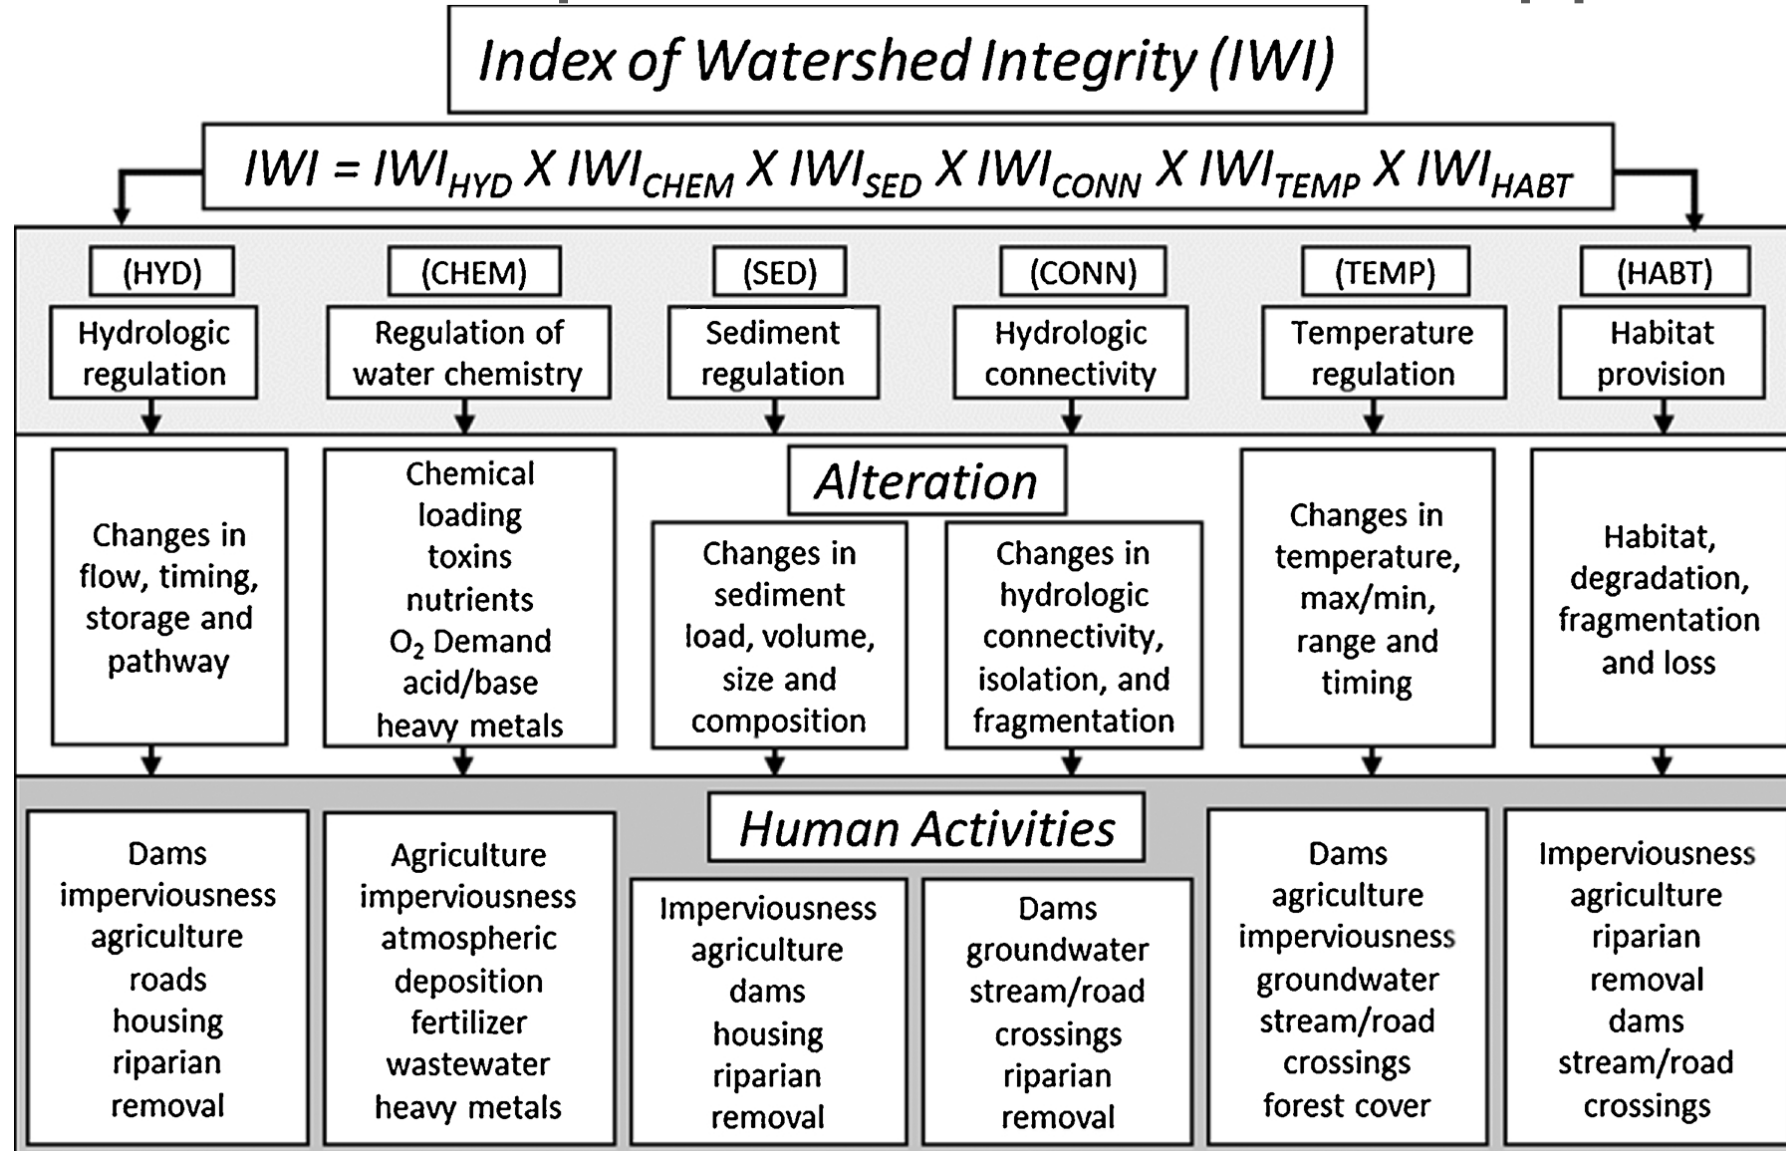 Index of Watershed Integrity (IWI)
IWI = IWI_HYD X IWI_CHEM X IWI_SED X IWI_CONN X IWI_TEMP X IWI_HABT
(HYD)
Hydrologic
regulation
(CHEM)
Regulation of
water chemistry
(SED)
Sediment
regulation
(CONN)
Hydrologic
connectivity
(TEMP)
Temperature
regulation
(HABT)
Habitat
provision
Alteration
Changes in
flow, timing,
storage and
pathway
Chemical
loading
toxins
nutrients
O₂ Demand
acid/base
heavy metals
Changes in
sediment
load, volume,
size and
composition
Changes in
hydrologic
connectivity,
isolation, and
fragmentation
Changes in
temperature,
max/min,
range and
timing
Habitat,
degradation,
fragmentation
and loss
Human Activities
Dams
imperviousness
agriculture
roads
housing
riparian
removal
Agriculture
imperviousness
atmospheric
deposition
fertilizer
wastewater
heavy metals
Imperviousness
agriculture
dams
housing
riparian
removal
Dams
groundwater
stream/road
crossings
riparian
removal
Dams
agriculture
imperviousness
groundwater
stream/road
crossings
forest cover
Imperviousness
agriculture
riparian
removal
dams
stream/road
crossings